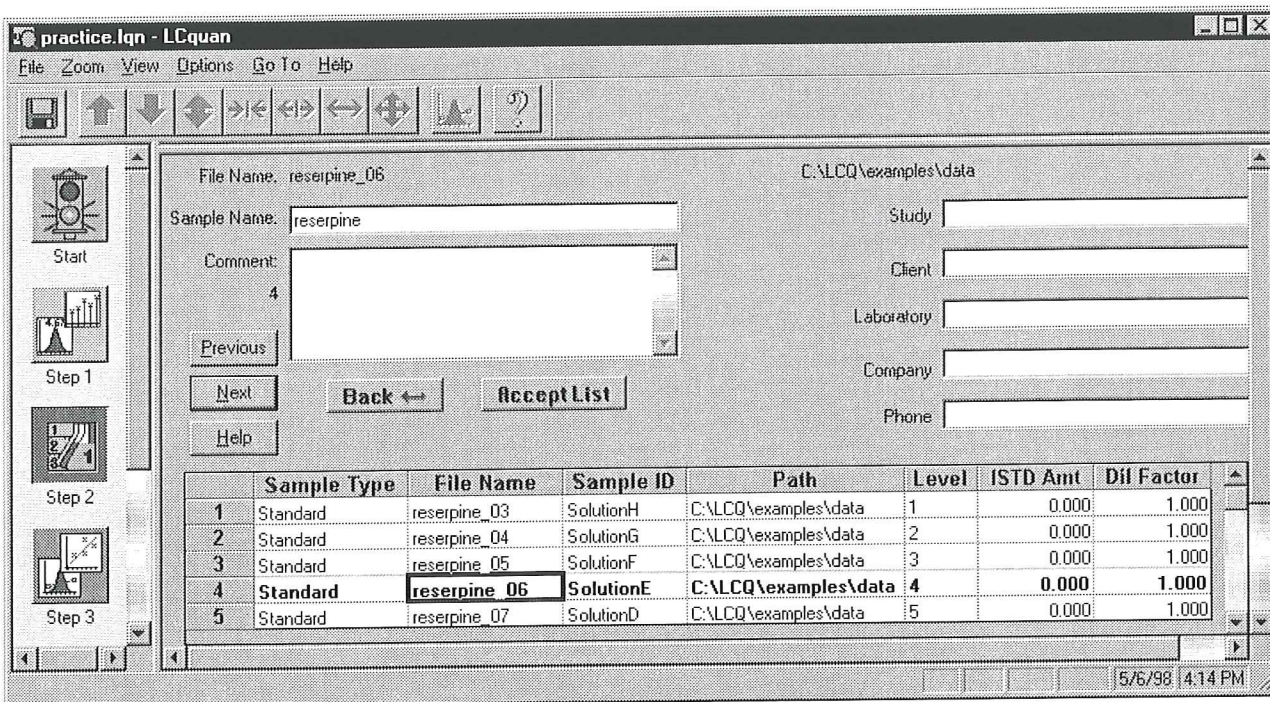 practice.lqn - LCquan
File Zoom View Options Go To Help
Start
Step 1
Step 2
Step 3
File Name. reserpine_06
C:\LCQ\examples\data
Sample Name. reserpine
Comment:
4
Previous
Next
Help
Back
Accept List
Study
Client
Laboratory
Company
Phone
Sample Type File Name Sample ID Path Level ISTD Amt Dil Factor
1 Standard reserpine_03 SolutionH C:\LCQ\examples\data 1 0.000 1.000
2 Standard reserpine_04 SolutionG C:\LCQ\examples\data 2 0.000 1.000
3 Standard reserpine_05 SolutionF C:\LCQ\examples\data 3 0.000 1.000
4 Standard reserpine_06 SolutionE C:\LCQ\examples\data 4 0.000 1.000
5 Standard reserpine_07 SolutionD C:\LCQ\examples\data 5 0.000 1.000
5/6/98 4:14 PM